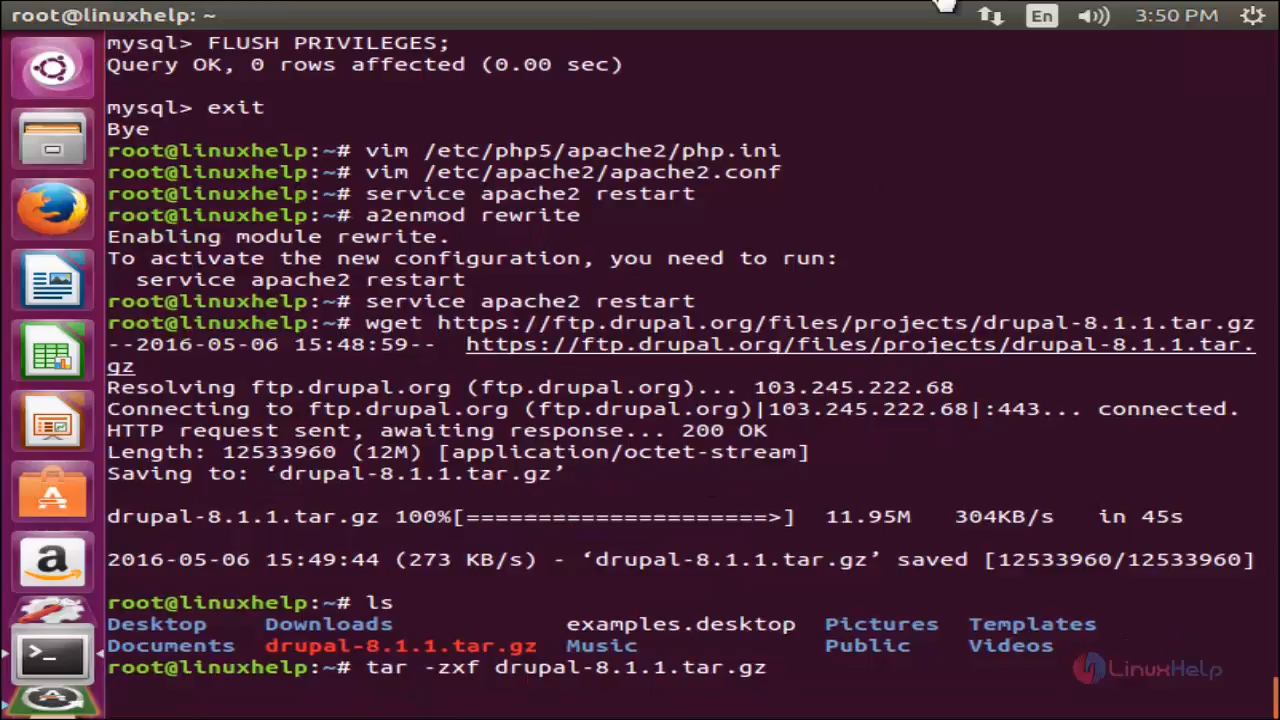 root@linuxhelp: ~
En
3:50 PM
mysql> FLUSH PRIVILEGES;
Query OK, 0 rows affected (0.00 sec)
mysql> exit
Bye
root@linuxhelp:~# vim /etc/php5/apache2/php.ini
root@linuxhelp:~# vim /etc/apache2/apache2.conf
root@linuxhelp:~# service apache2 restart
root@linuxhelp:~# a2enmod rewrite
Enabling module rewrite.
To activate the new configuration, you need to run:
  service apache2 restart
root@linuxhelp:~# service apache2 restart
root@linuxhelp:~# wget https://ftp.drupal.org/files/projects/drupal-8.1.1.tar.gz
--2016-05-06 15:48:59--  https://ftp.drupal.org/files/projects/drupal-8.1.1.tar.
gz
Resolving ftp.drupal.org (ftp.drupal.org)... 103.245.222.68
Connecting to ftp.drupal.org (ftp.drupal.org)|103.245.222.68|:443... connected.
HTTP request sent, awaiting response... 200 OK
Length: 12533960 (12M) [application/octet-stream]
Saving to: ‘drupal-8.1.1.tar.gz’
drupal-8.1.1.tar.gz 100%[=====================>]  11.95M   304KB/s   in 45s
2016-05-06 15:49:44 (273 KB/s) - ‘drupal-8.1.1.tar.gz’ saved [12533960/12533960]
root@linuxhelp:~# ls
Desktop    Downloads            examples.desktop  Pictures  Templates
Documents  drupal-8.1.1.tar.gz  Music             Public    Videos
root@linuxhelp:~# tar -zxf drupal-8.1.1.tar.gz
LinuxHelp